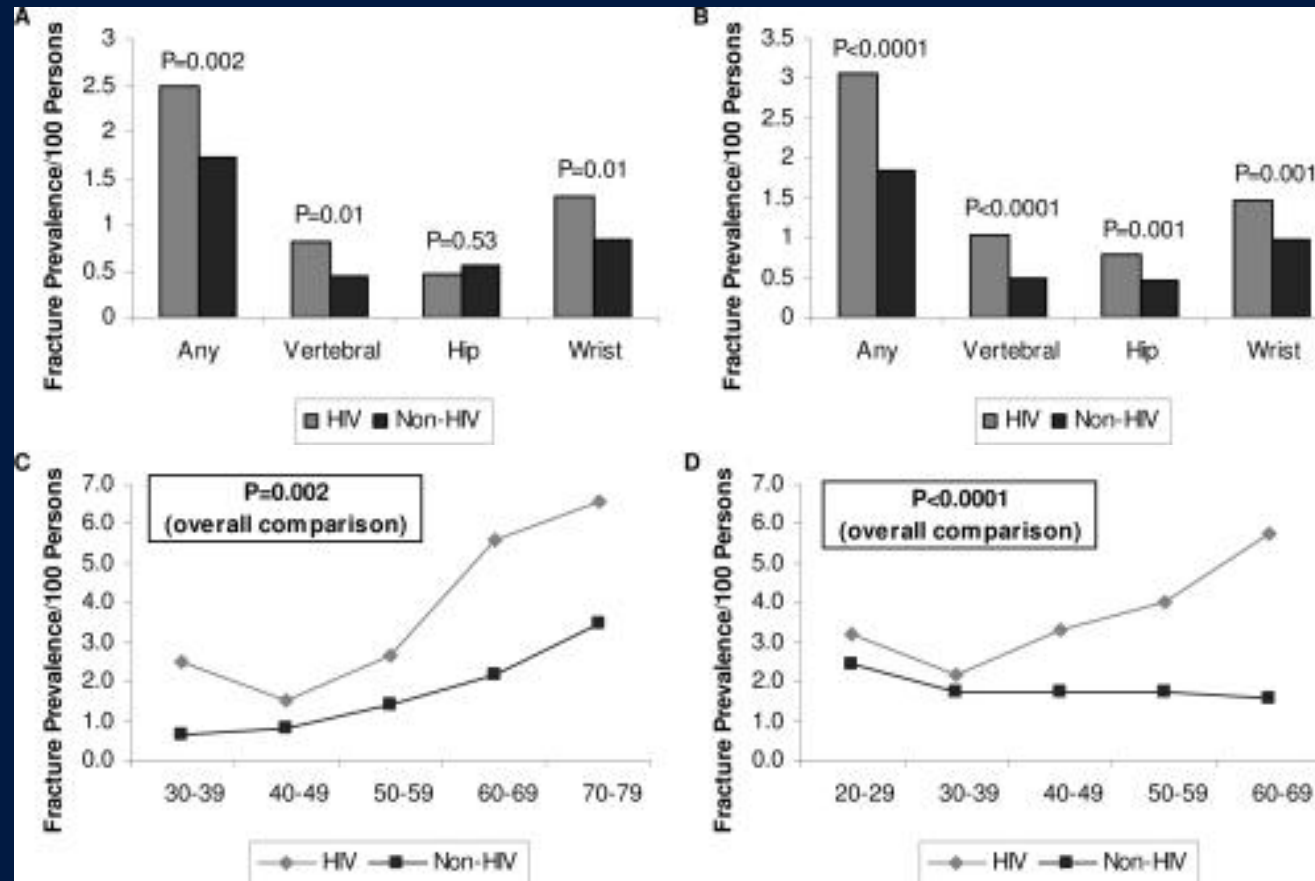 A
Fracture Prevalence/100 Persons
3
2.5
2
1.5
1
0.5
0
P=0.002
P=0.01
P=0.53
P=0.01
Any Vertebral Hip Wrist
HIV Non-HIV
B
Fracture Prevalence/100 Persons
3.5
3
2.5
2
1.5
1
0.5
0
P<0.0001
P<0.0001
P=0.001
P=0.001
Any Vertebral Hip Wrist
HIV Non-HIV
C
Fracture Prevalence/100 Persons
7.0
6.0
5.0
4.0
3.0
2.0
1.0
0.0
P=0.002
(overall comparison)
30-39 40-49 50-59 60-69 70-79
HIV Non-HIV
D
Fracture Prevalence/100 Persons
7.0
6.0
5.0
4.0
3.0
2.0
1.0
0.0
P<0.0001
(overall comparison)
20-29 30-39 40-49 50-59 60-69
HIV Non-HIV